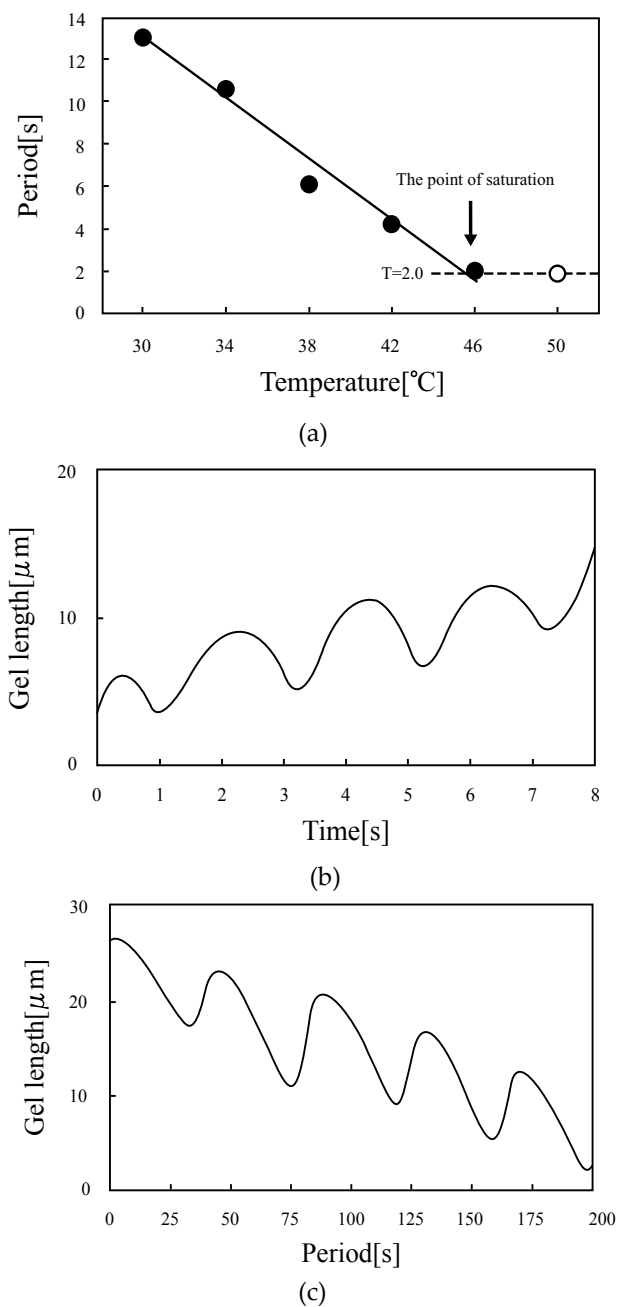 14
12
10
8
6
4
2
0
Period[s]
The point of saturation
T=2.0
30 34 38 42 46 50
Temperature[℃]
(a)
20
10
0
Gel length[μm]
0 1 2 3 4 5 6 7 8
Time[s]
(b)
30
20
10
0
Gel length[μm]
0 25 50 75 100 125 150 175 200
Period[s]
(c)